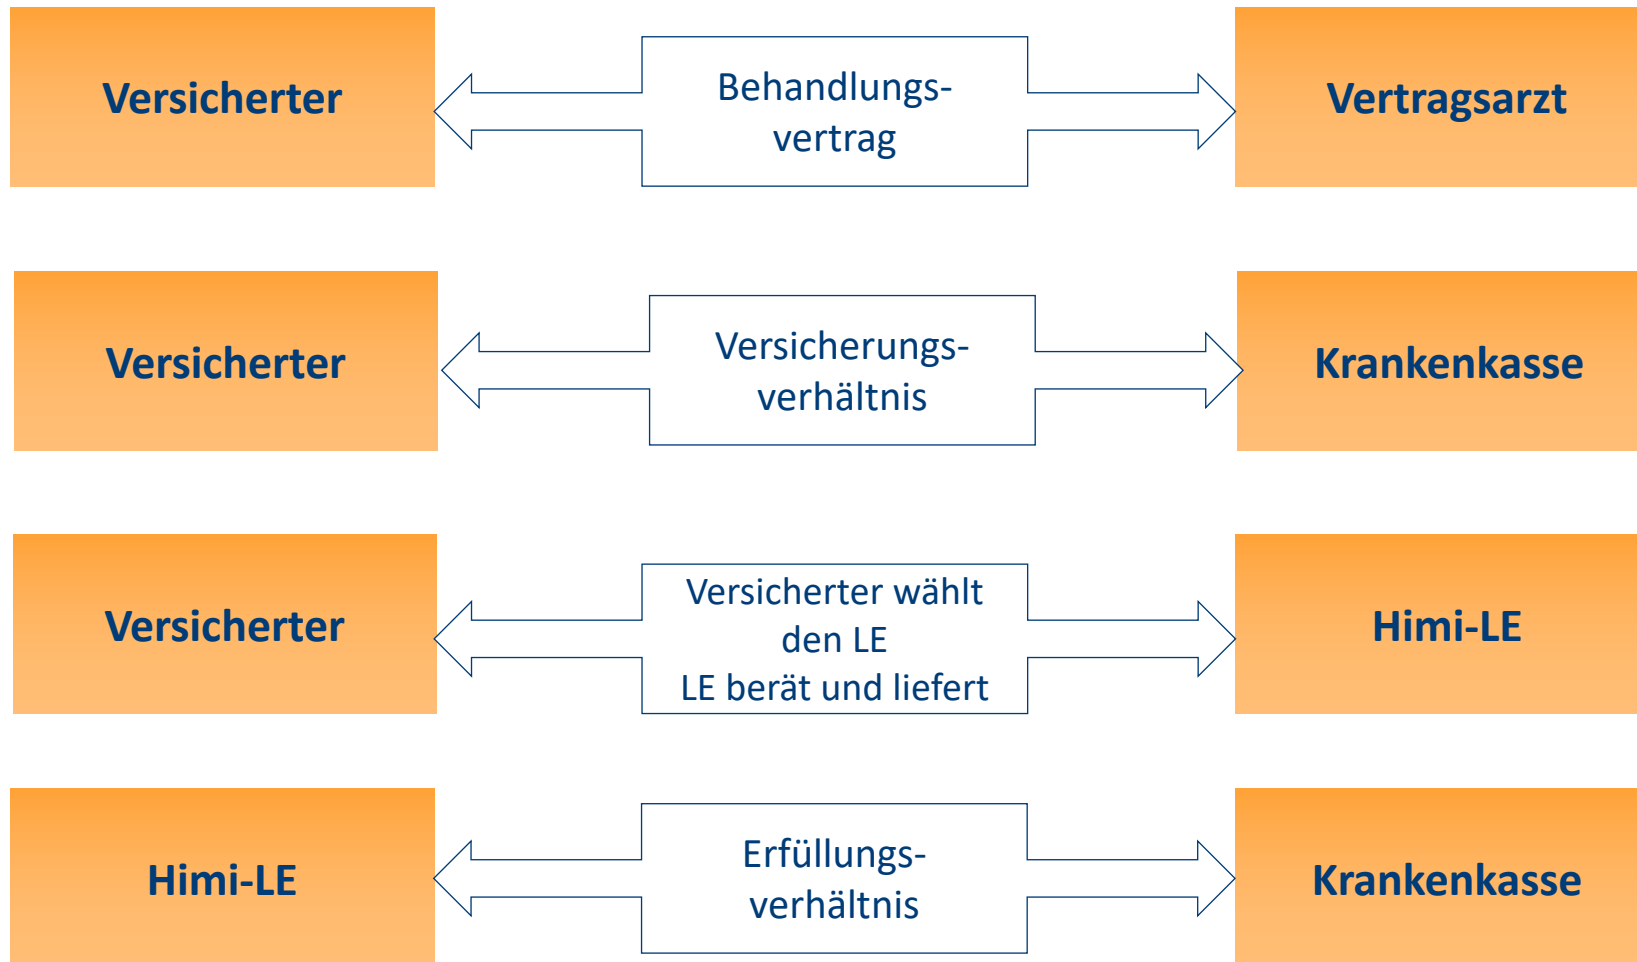 Versicherter
Behandlungs-
vertrag
Vertragsarzt
Versicherter
Versicherungs-
verhältnis
Krankenkasse
Versicherter
Versicherter wählt
den LE
LE berät und liefert
Himi-LE
Himi-LE
Erfüllungs-
verhältnis
Krankenkasse